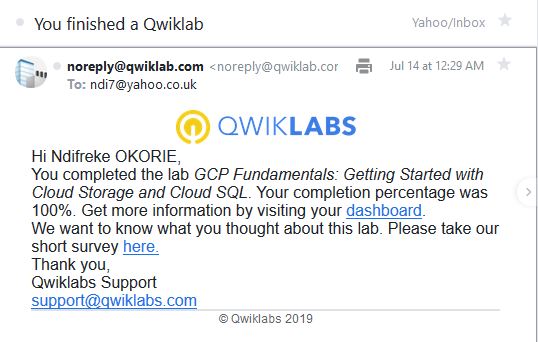 You finished a Qwiklab
Yahoo/Inbox
noreply@qwiklab.com <noreply@qwiklab.cor
Jul 14 at 12:29 AM
To: ndi7@yahoo.co.uk
QWIKLABS
Hi Ndifreke OKORIE,
You completed the lab GCP Fundamentals: Getting Started with
Cloud Storage and Cloud SQL. Your completion percentage was
100%. Get more information by visiting your dashboard.
We want to know what you thought about this lab. Please take our
short survey here.
Thank you,
Qwiklabs Support
support@qwiklabs.com
© Qwiklabs 2019